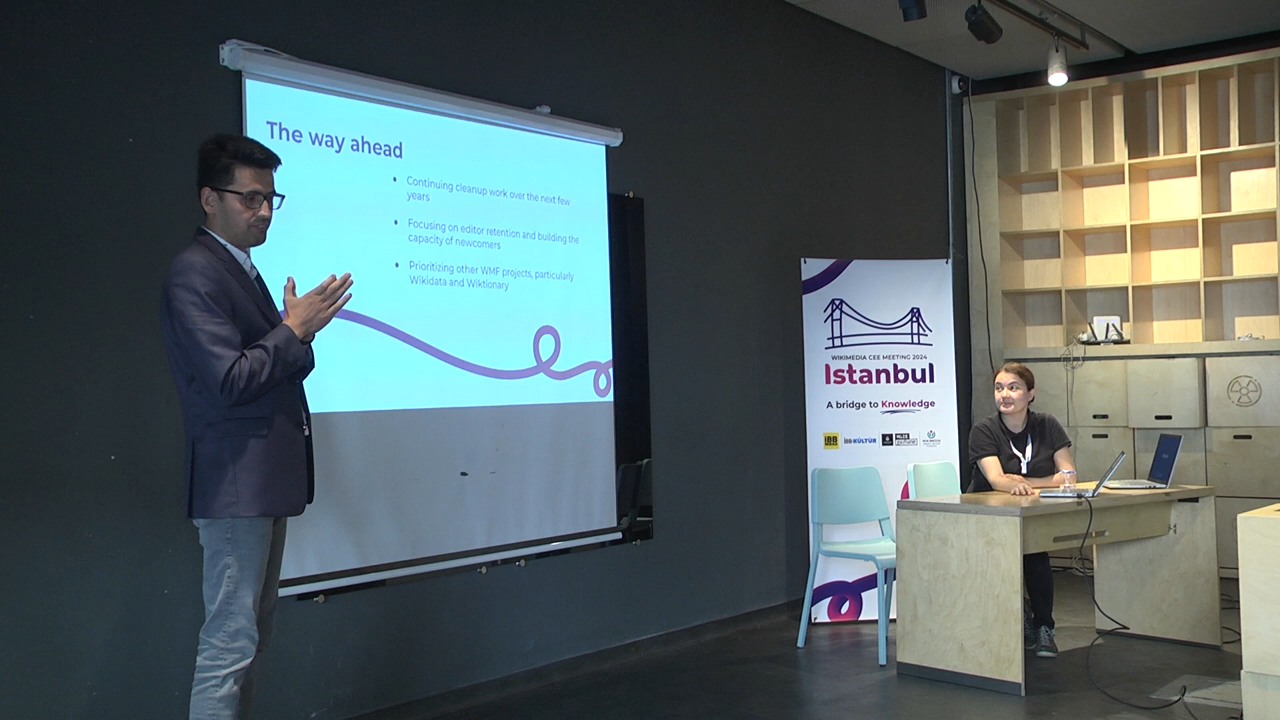 The way ahead
• Continuing cleanup work over the next few
years
• Focusing on editor retention and building the
capacity of newcomers
• Prioritizing other WMF projects, particularly
Wikidata and Wiktionary
WIKIMEDIA CEE MEETING 2024
Istanbul
A bridge to Knowledge
İBB
İBB KÜLTÜR